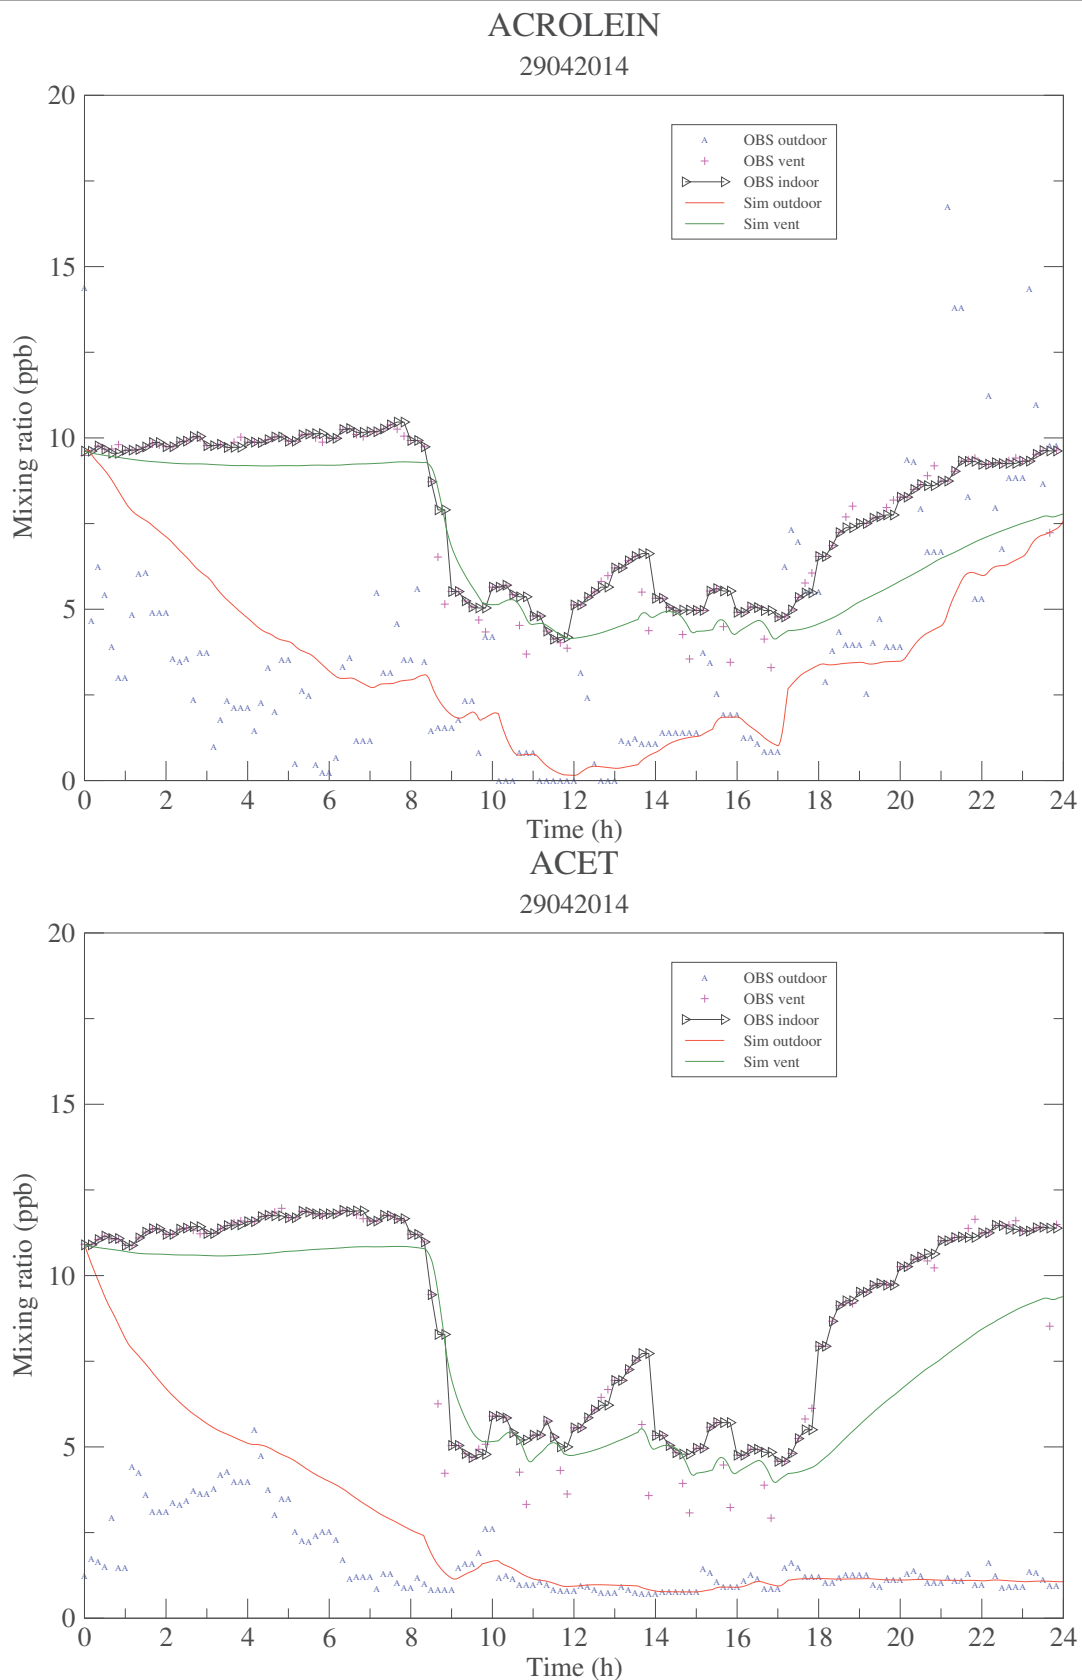 ACROLEIN
29042014
20
15
10
5
0
Mixing ratio (ppb)
OBS outdoor
OBS vent
OBS indoor
Sim outdoor
Sim vent
0 2 4 6 8 10 12 14 16 18 20 22 24
Time (h)
ACET
29042014
20
15
10
5
0
Mixing ratio (ppb)
OBS outdoor
OBS vent
OBS indoor
Sim outdoor
Sim vent
0 2 4 6 8 10 12 14 16 18 20 22 24
Time (h)